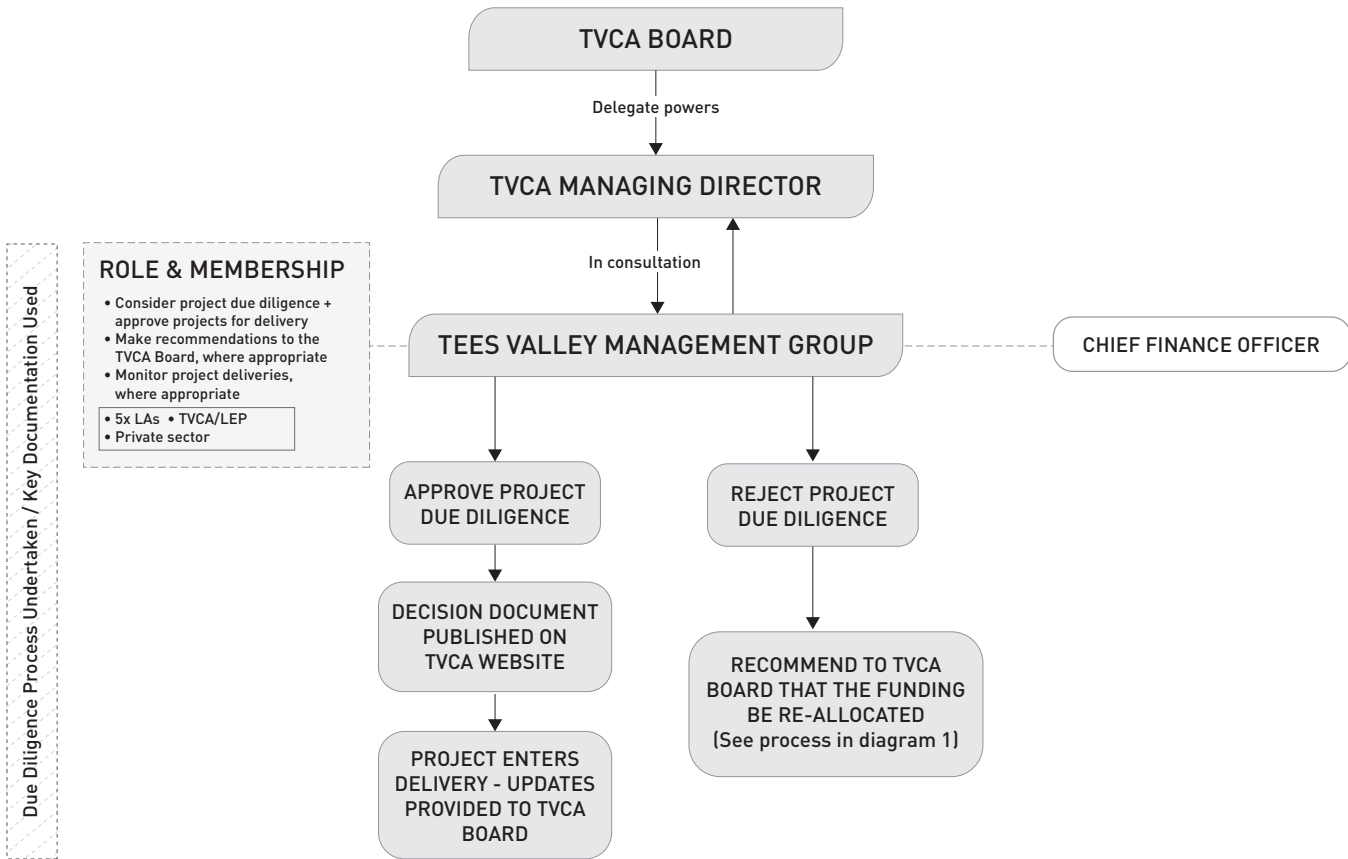 TVCA BOARD
Delegate powers
TVCA MANAGING DIRECTOR
In consultation
Due Diligence Process Undertaken / Key Documentation Used
ROLE & MEMBERSHIP
• Consider project due diligence +
approve projects for delivery
• Make recommendations to the
TVCA Board, where appropriate
• Monitor project deliveries,
where appropriate
• 5x LAs • TVCA/LEP
• Private sector
TEES VALLEY MANAGEMENT GROUP
CHIEF FINANCE OFFICER
APPROVE PROJECT
DUE DILIGENCE
DECISION DOCUMENT
PUBLISHED ON
TVCA WEBSITE
PROJECT ENTERS
DELIVERY - UPDATES
PROVIDED TO TVCA
BOARD
REJECT PROJECT
DUE DILIGENCE
RECOMMEND TO TVCA
BOARD THAT THE FUNDING
BE RE-ALLOCATED
(See process in diagram 1)